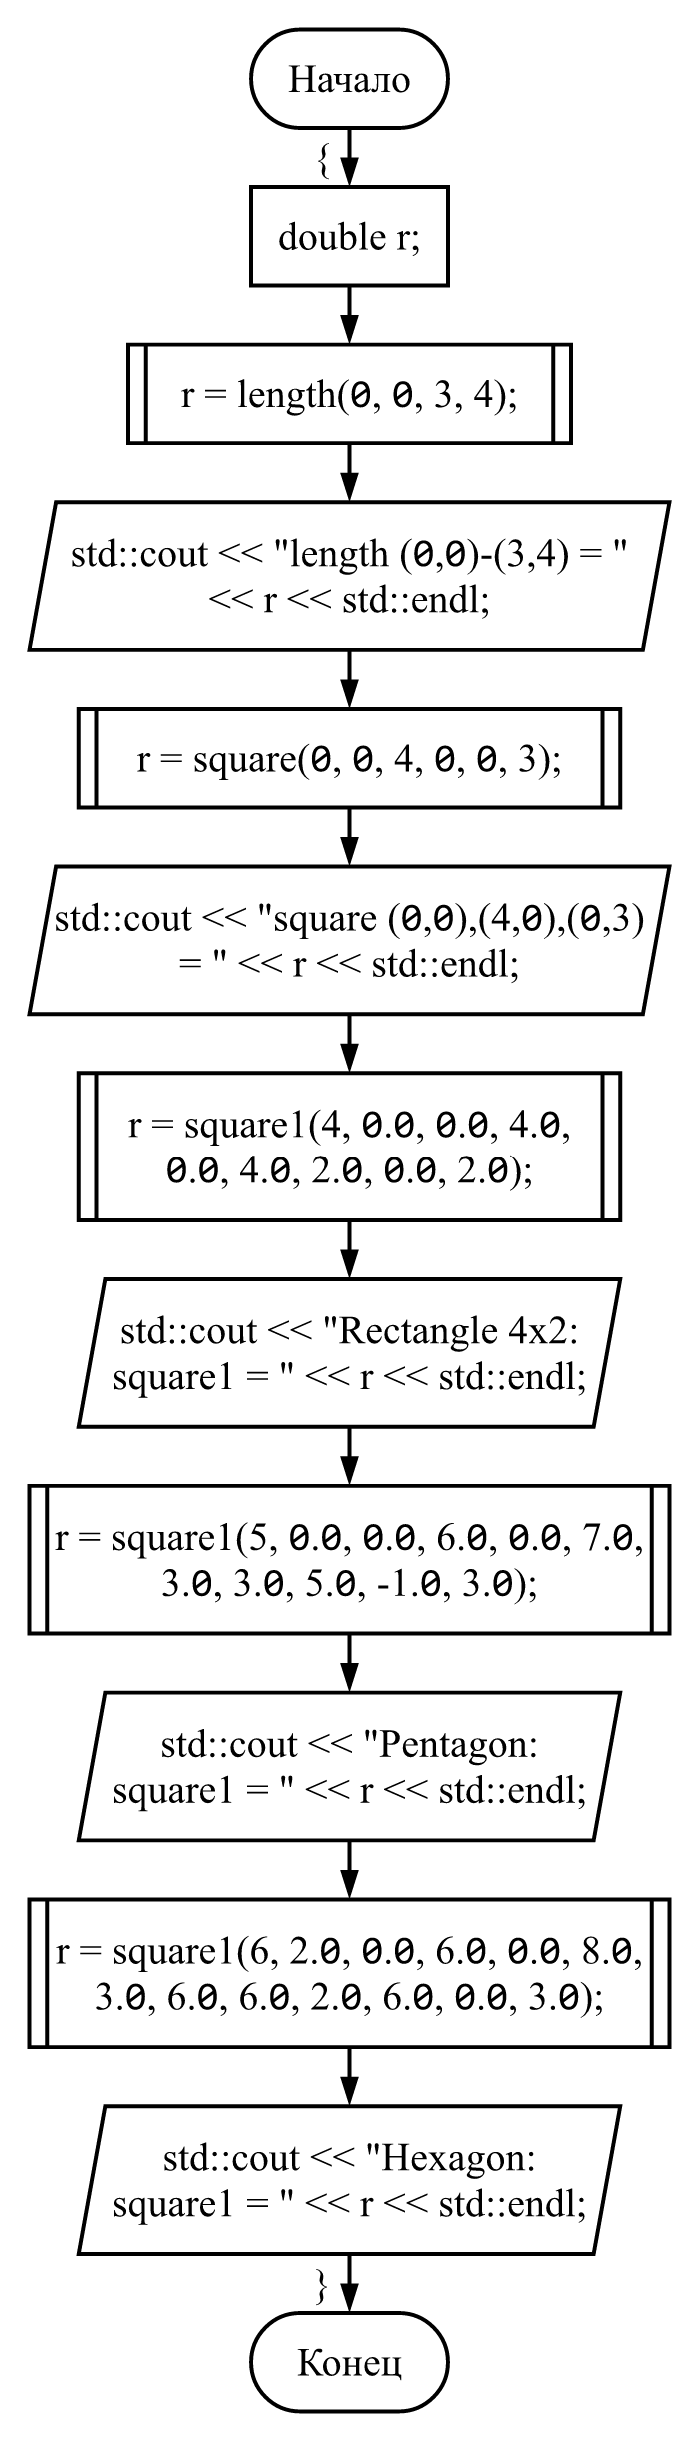 Начало
{
double r;
r = length(0, 0, 3, 4);
std::cout << "length (0,0)-(3,4) = "
<< r << std::endl;
r = square(0, 0, 4, 0, 0, 3);
std::cout << "square (0,0),(4,0),(0,3)
= " << r << std::endl;
r = square1(4, 0.0, 0.0, 4.0,
0.0, 4.0, 2.0, 0.0, 2.0);
std::cout << "Rectangle 4x2:
square1 = " << r << std::endl;
r = square1(5, 0.0, 0.0, 6.0, 0.0, 7.0,
3.0, 3.0, 5.0, -1.0, 3.0);
std::cout << "Pentagon:
square1 = " << r << std::endl;
r = square1(6, 2.0, 0.0, 6.0, 0.0, 8.0,
3.0, 6.0, 6.0, 2.0, 6.0, 0.0, 3.0);
std::cout << "Hexagon:
square1 = " << r << std::endl;
}
Конец